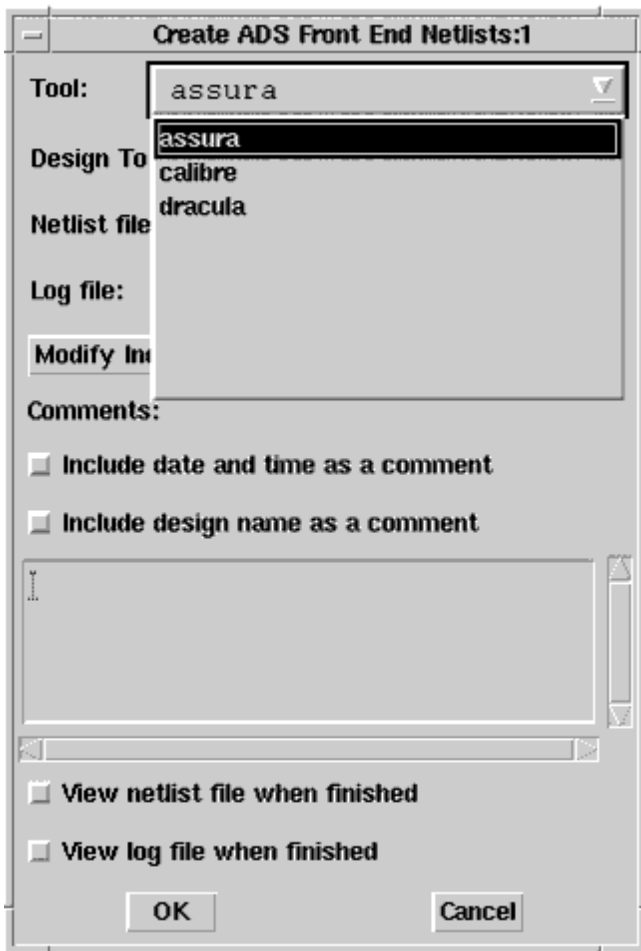 Create ADS Front End Netlists:1
Tool: assura
assura
Design To
calibre
dracula
Netlist file
Log file:
Modify
Comments:
Include date and time as a comment
Include design name as a comment
View netlist file when finished
View log file when finished
OK Cancel